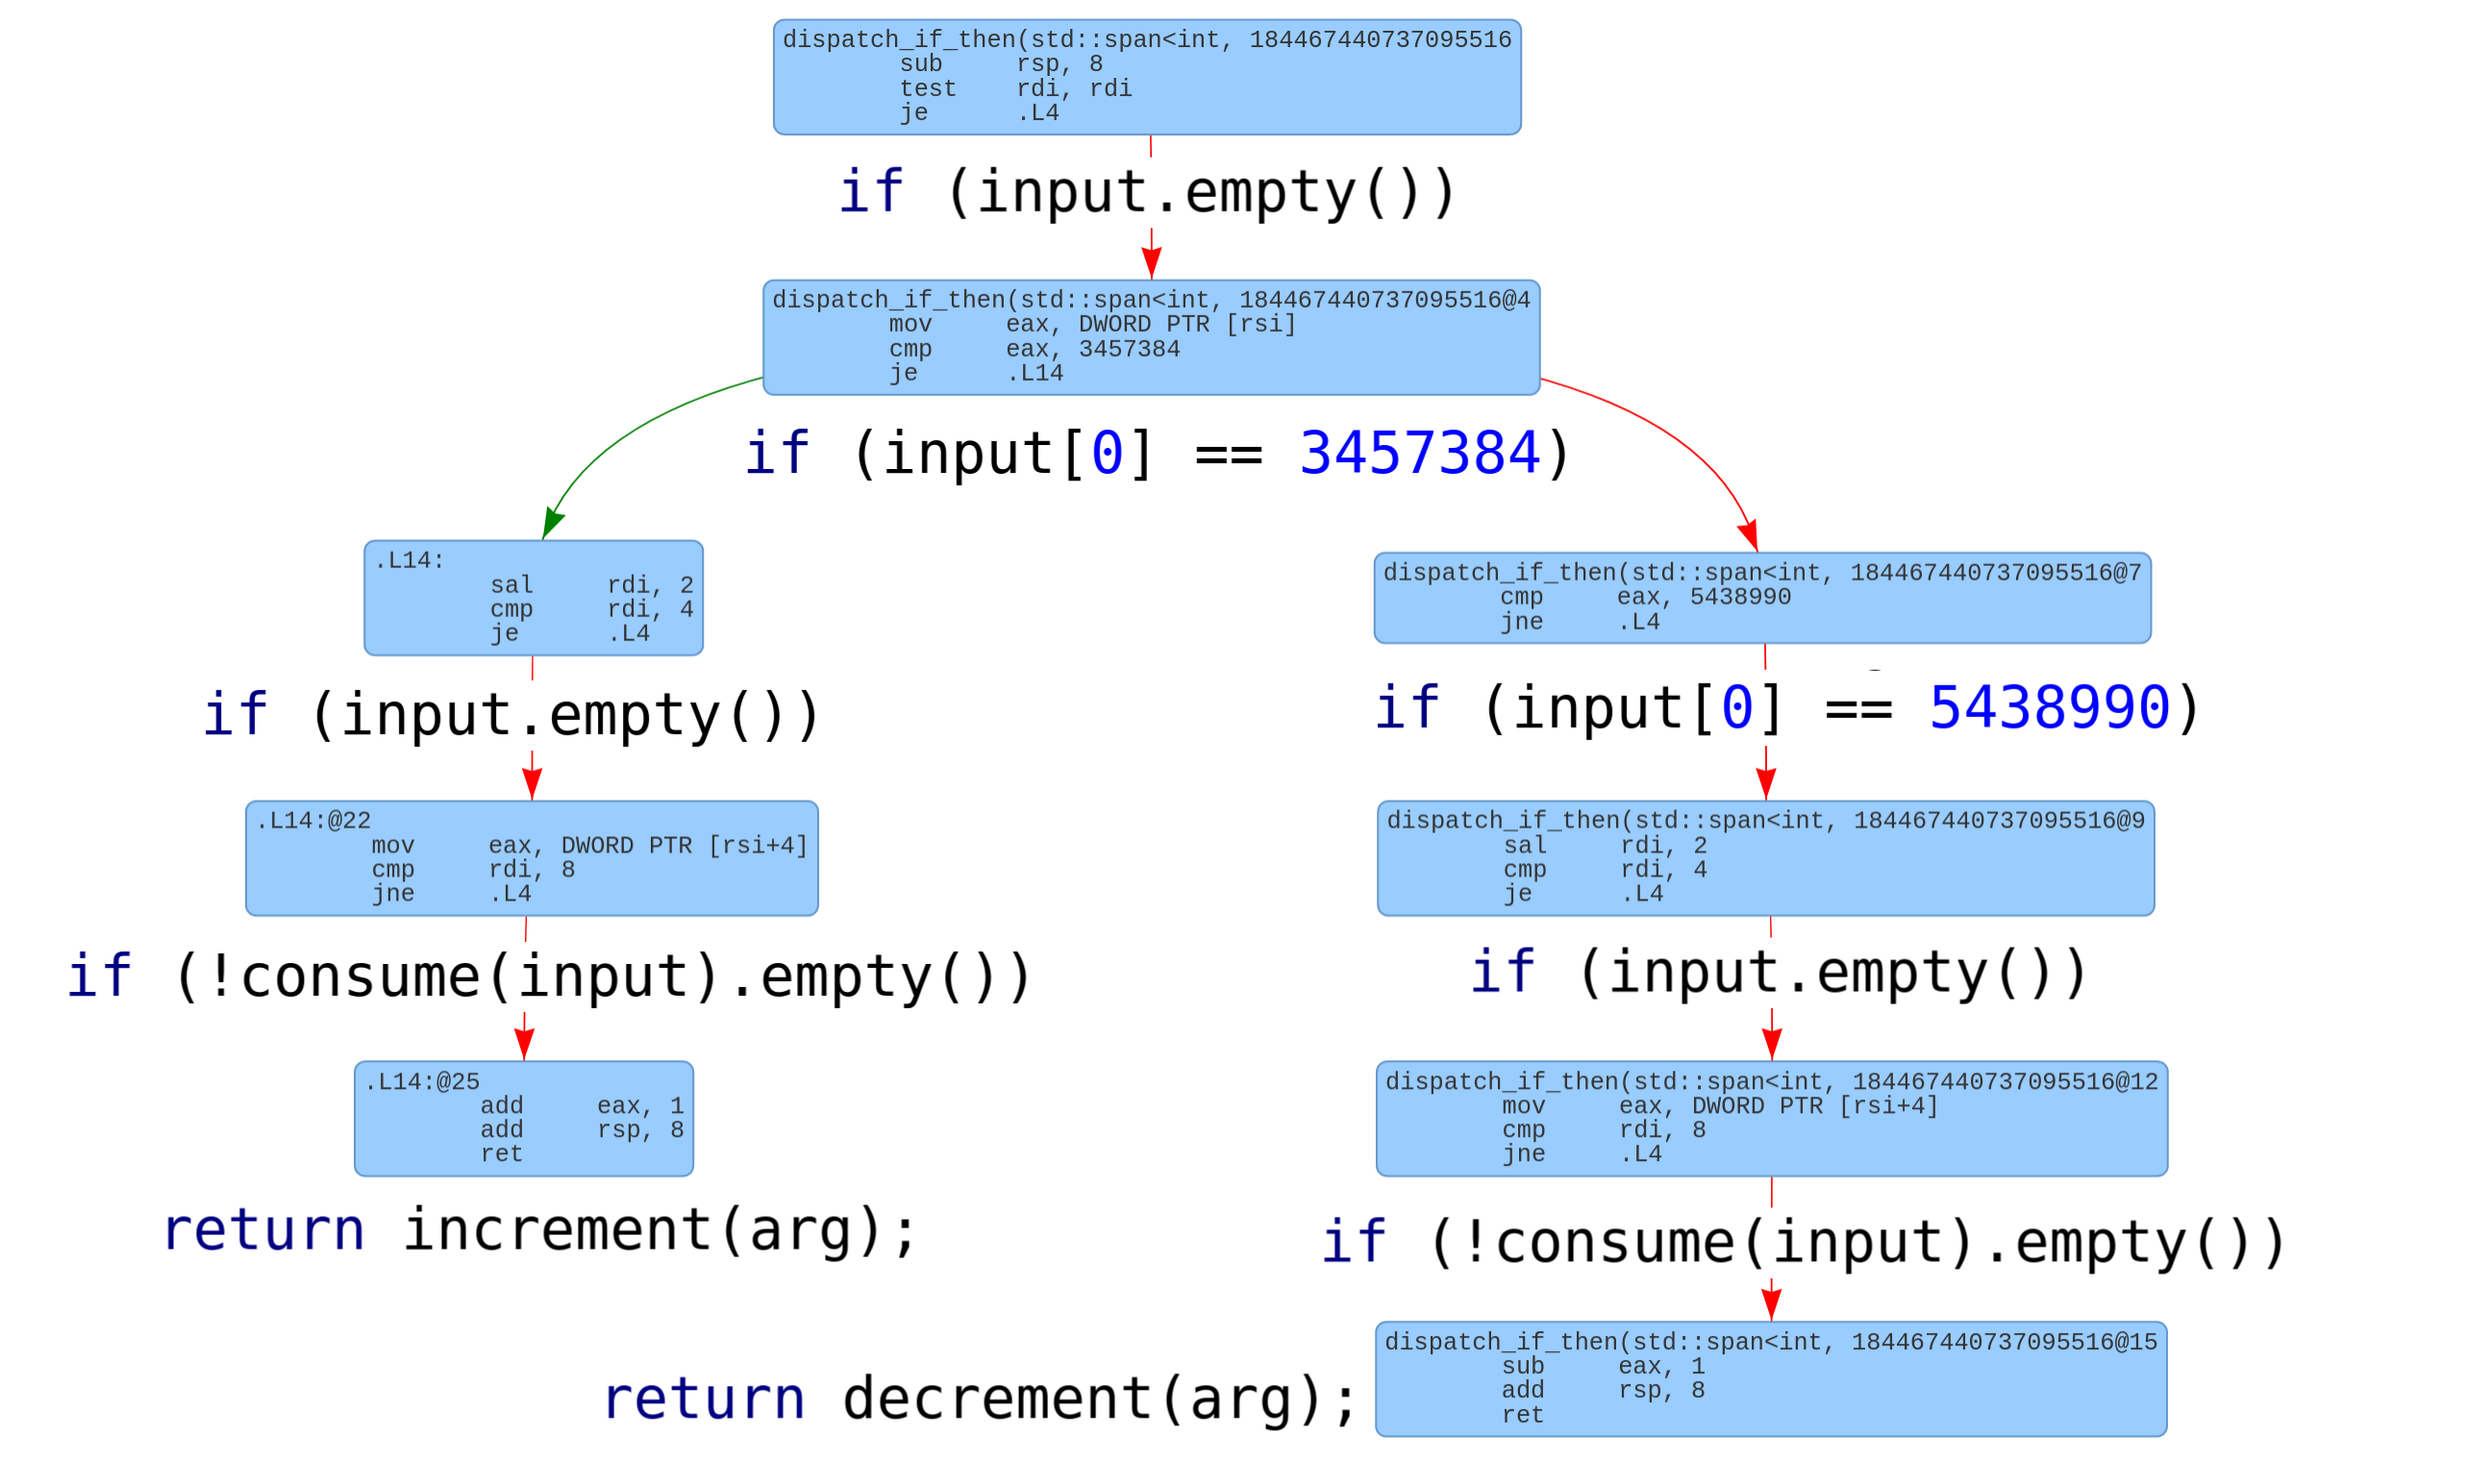 dispatch_if_then(std::span<int, 184467440737095516
sub rsp, 8
test rdi, rdi
je .L4
if (input.empty())
dispatch_if_then(std::span<int, 184467440737095516@4
mov eax, DWORD PTR [rsi]
cmp eax, 3457384
je .L14
if (input[0] == 3457384)
.L14:
sal rdi, 2
cmp rdi, 4
je .L4
if (input.empty())
.L14:@22
mov eax, DWORD PTR [rsi+4]
cmp rdi, 8
jne .L4
if (!consume(input).empty())
.L14:@25
add eax, 1
add rsp, 8
ret
return increment(arg);
dispatch_if_then(std::span<int, 184467440737095516@7
cmp eax, 5438990
jne .L4
if (input[0] == 5438990)
dispatch_if_then(std::span<int, 184467440737095516@9
sal rdi, 2
cmp rdi, 4
je .L4
if (input.empty())
dispatch_if_then(std::span<int, 184467440737095516@12
mov eax, DWORD PTR [rsi+4]
cmp rdi, 8
jne .L4
if (!consume(input).empty())
dispatch_if_then(std::span<int, 184467440737095516@15
sub eax, 1
add rsp, 8
ret
return decrement(arg);